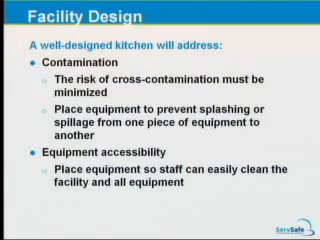 Facility Design
A well-designed kitchen will address:
Contamination
The risk of cross-contamination must be
minimized
Place equipment to prevent splashing or
spillage from one piece of equipment to
another
Equipment accessibility
Place equipment so staff can easily clean the
facility and all equipment
ServSafe